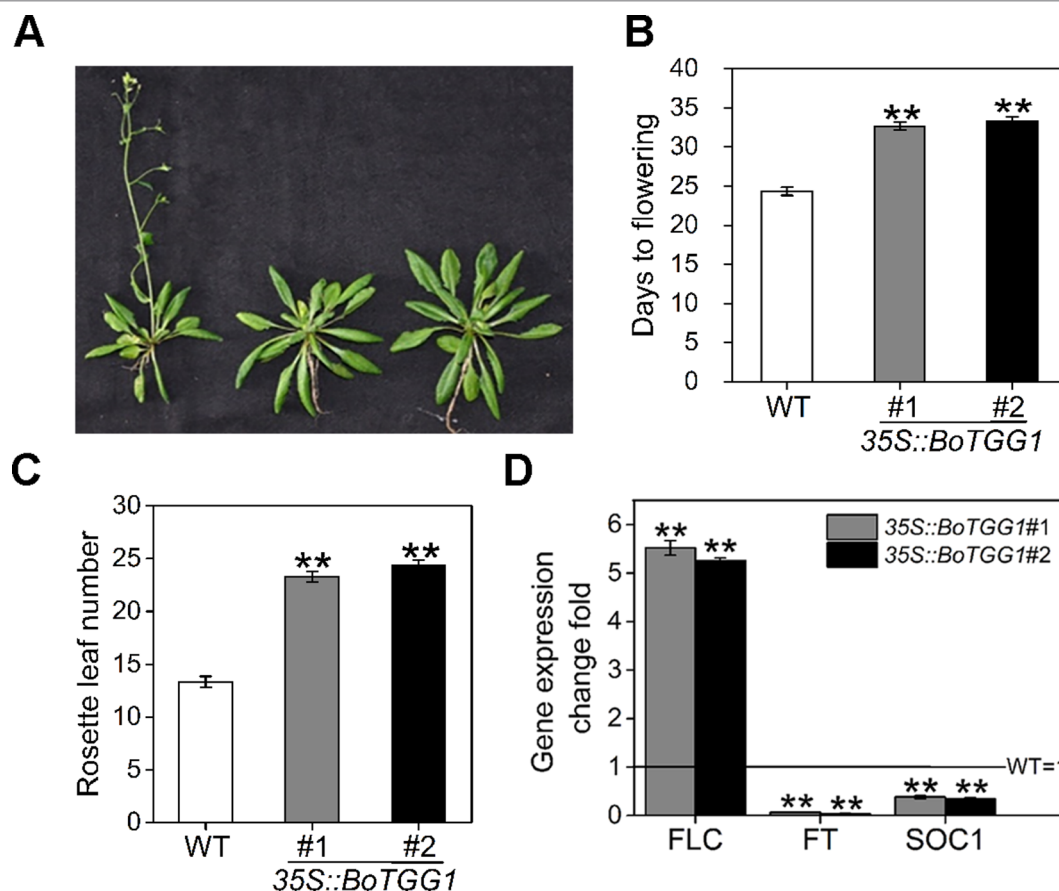 A
B
Days to flowering
40
35
30
25
20
15
10
5
0
** **
WT #1 #2
35S::BoTGG1
C
Rosette leaf number
30
25
20
15
10
5
0
** **
WT #1 #2
35S::BoTGG1
D
Gene expression
change fold
6
5
4
3
2
1
0
35S::BoTGG1#1
35S::BoTGG1#2
** **
** **
** **
WT=1
FLC FT SOC1